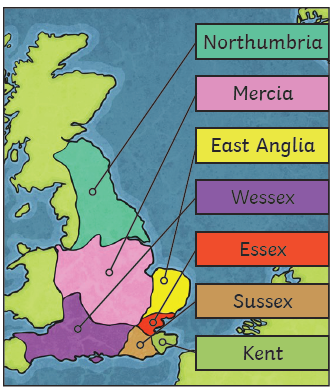 Northumbria
Mercia
East Anglia
Wessex
Essex
Sussex
Kent